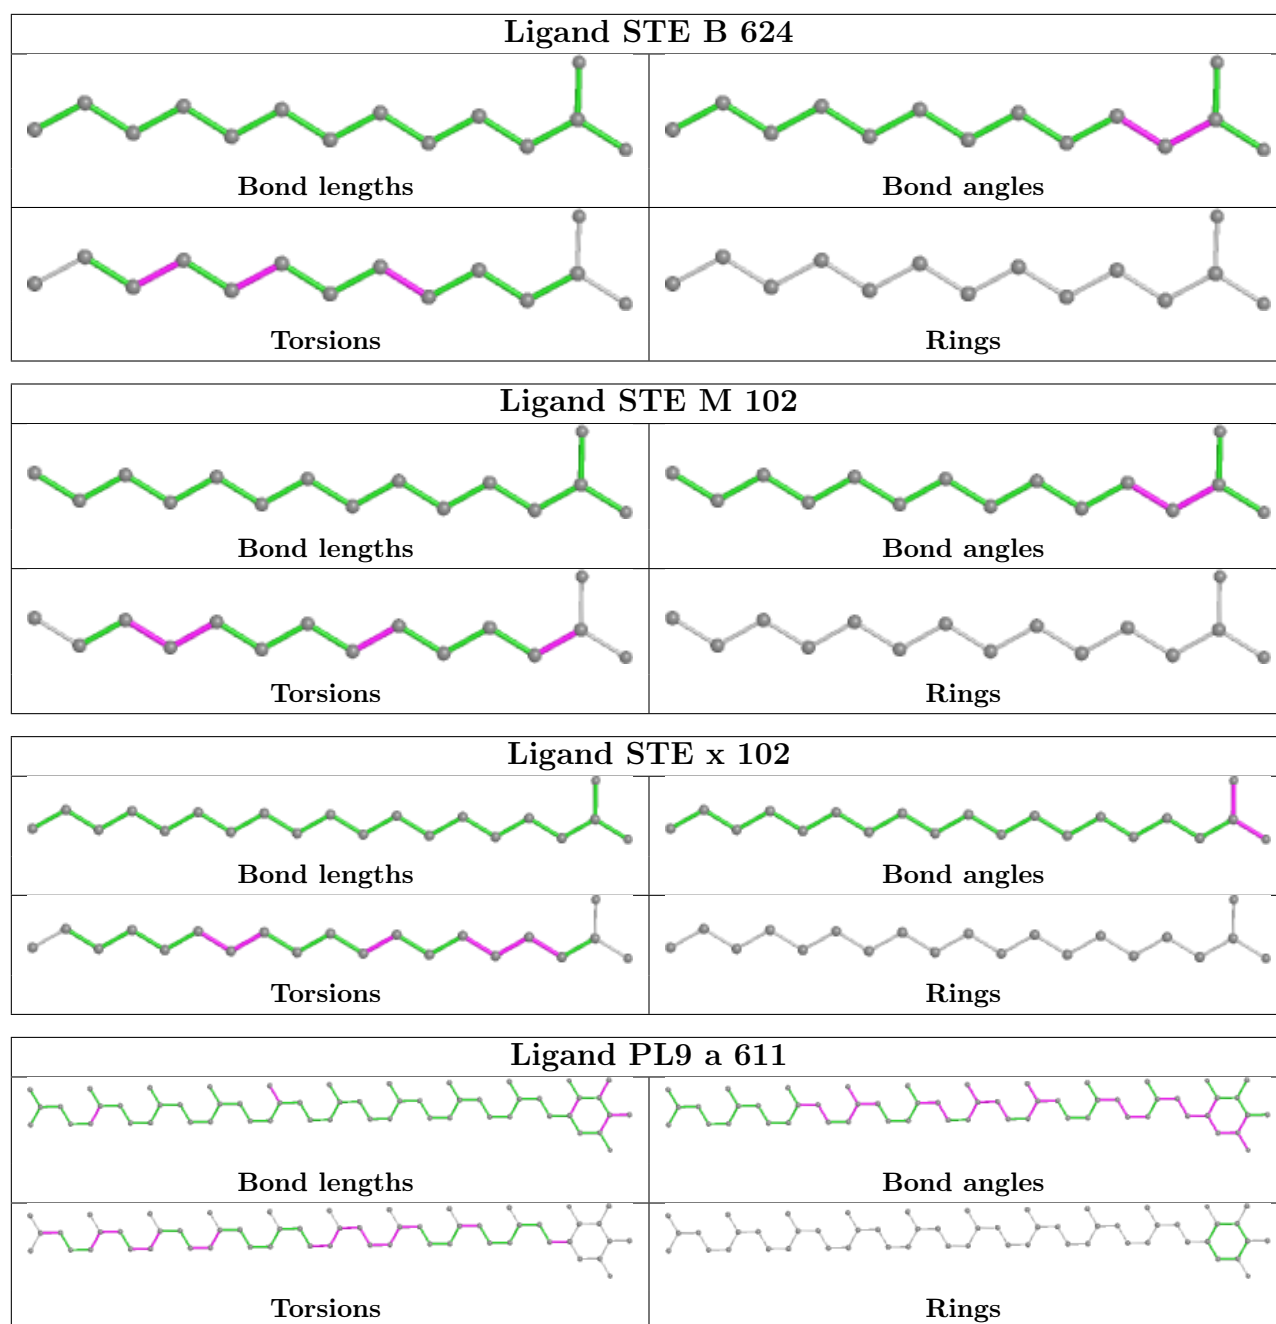 Ligand STE B 624
Bond lengths
Bond angles
Torsions
Rings
Ligand STE M 102
Bond lengths
Bond angles
Torsions
Rings
Ligand STE x 102
Bond lengths
Bond angles
Torsions
Rings
Ligand PL9 a 611
Bond lengths
Bond angles
Torsions
Rings